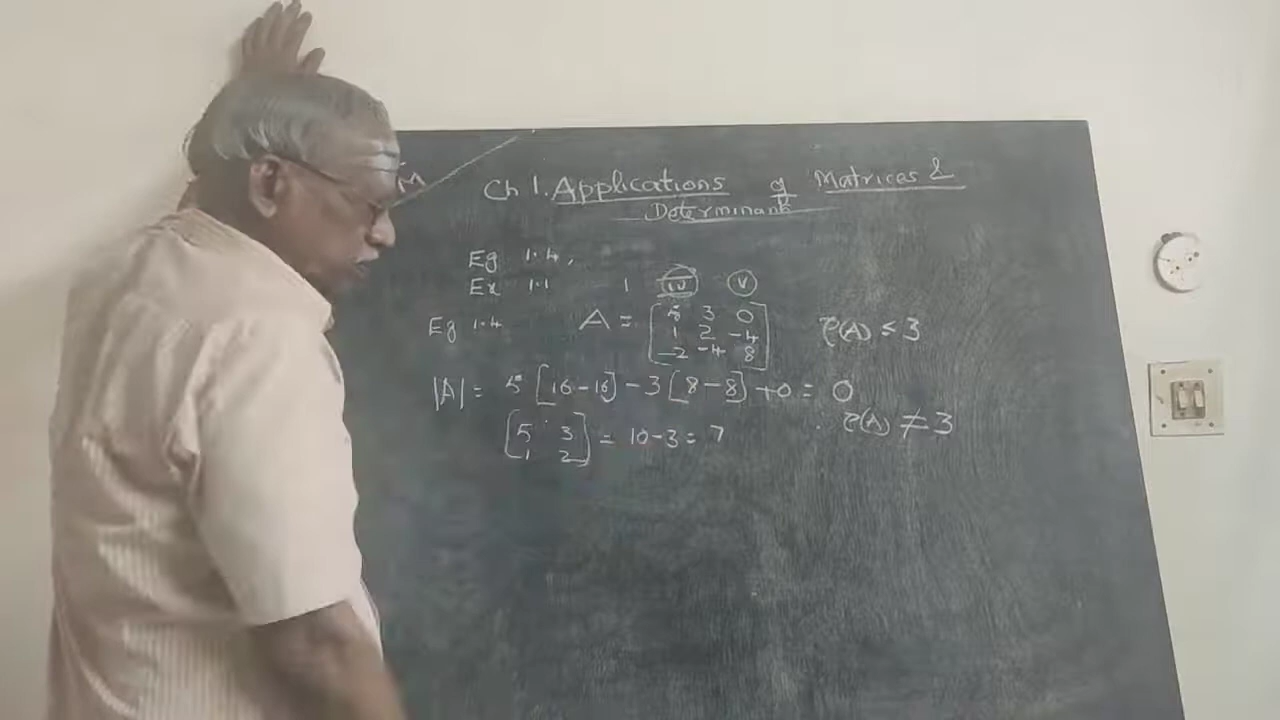 M
Ch 1. Applications of Matrices &
Determinants
Eg 1.4,
Ex 1.1 1 (iv) (v)
Eg 1.4 A = [5 3 0
1 2 -4
-2 -4 8] ρ(A) ≤ 3
|A| = 5 [16-16] - 3 [8-8] + 0 = 0
ρ(A) ≠ 3
[5 3
1 2] = 10-3 = 7